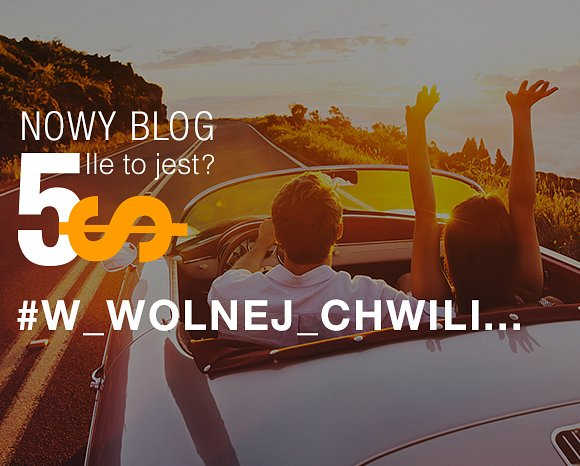 NOWY BLOG
Ile to jest?
5$
#W_WOLNEJ_CHWILI...